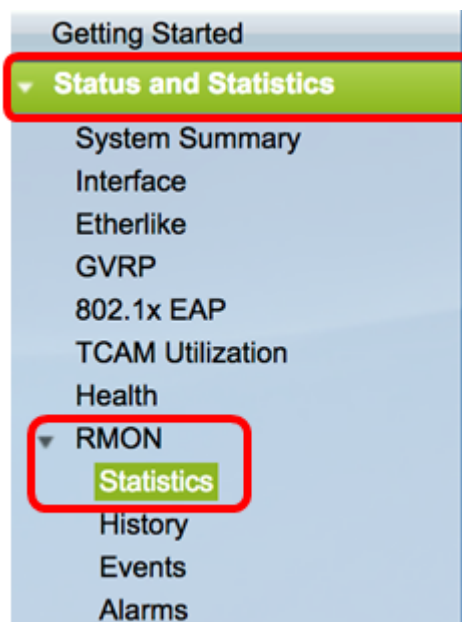 Getting Started
Status and Statistics
System Summary
Interface
Etherlike
GVRP
802.1x EAP
TCAM Utilization
Health
RMON
Statistics
History
Events
Alarms